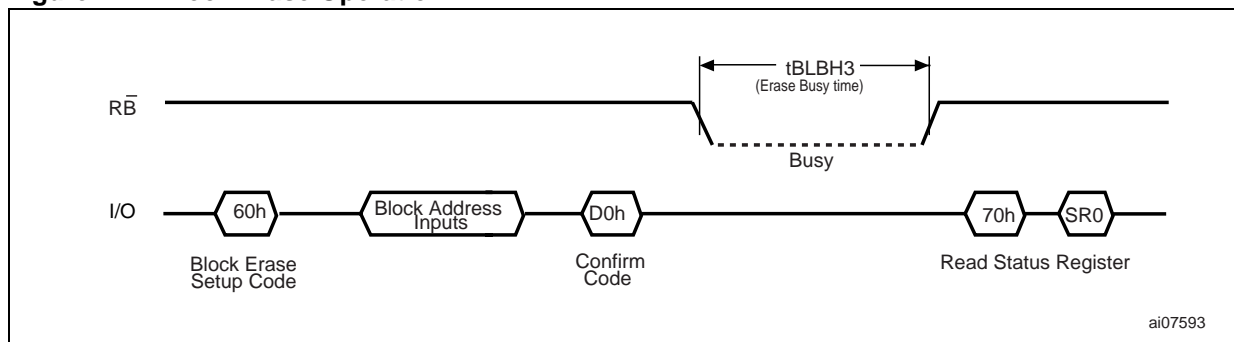 tBLBH3
(Erase Busy time)
RB̅
Busy
I/O
60h
Block Address
Inputs
D0h
70h
SR0
Block Erase
Setup Code
Confirm
Code
Read Status Register
ai07593